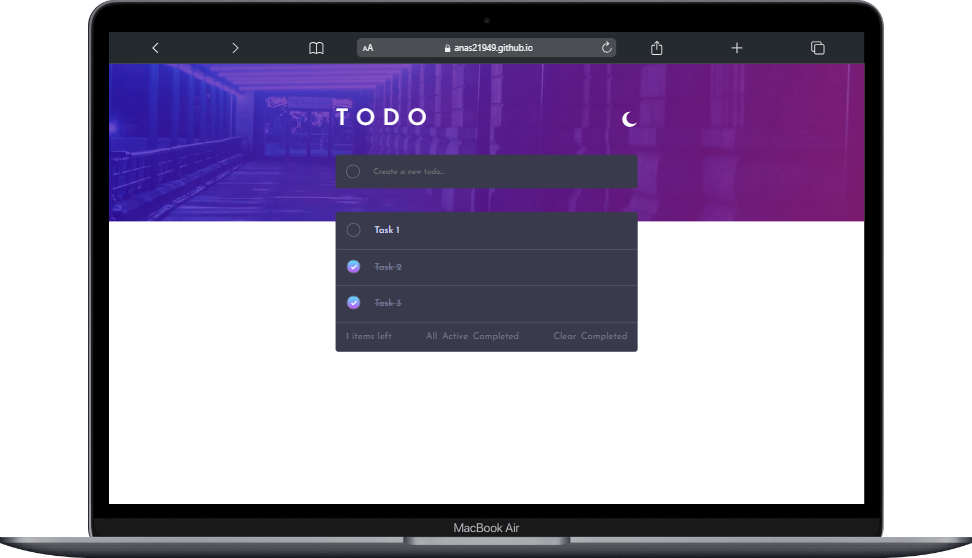 AA anas21949.github.io
TODO
Create a new todo...
Task 1
Task 2
Task 3
1 items left All Active Completed Clear Completed
MacBook Air